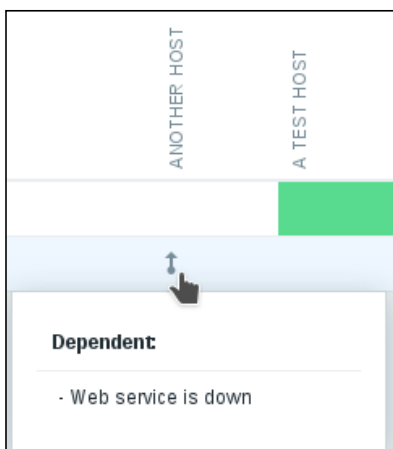 ANOTHER HOST
A TEST HOST
Dependent:
- Web service is down